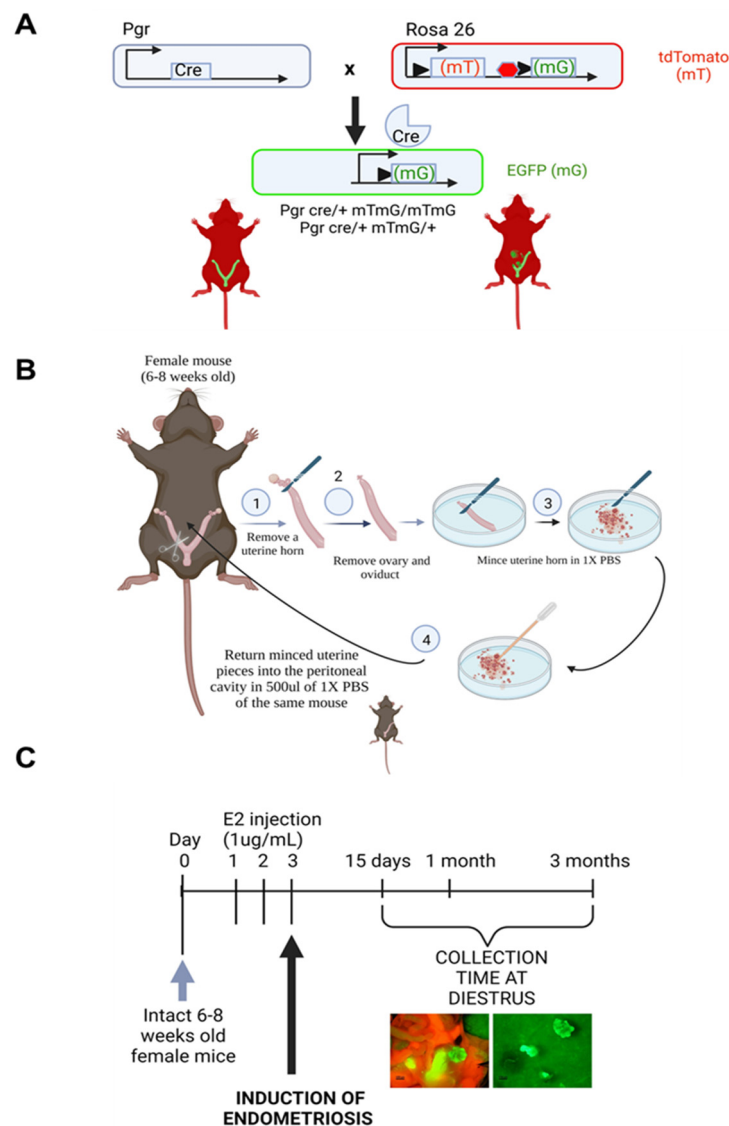 A
Pgr
Rosa 26
Cre
x
(mT)
(mG)
tdTomato
(mT)
Cre
(mG)
EGFP (mG)
Pgr cre/+ mTmG/mTmG
Pgr cre/+ mTmG/+
B
Female mouse
(6-8 weeks old)
1
Remove a
uterine horn
2
Remove ovary and
oviduct
3
Mince uterine horn in 1X PBS
4
Return minced uterine
pieces into the peritoneal
cavity in 500ul of 1X PBS
of the same mouse
C
E2 injection
(1ug/mL)
Day
0 1 2 3
15 days 1 month 3 months
Intact 6-8
weeks old
female mice
INDUCTION OF
ENDOMETRIOSIS
COLLECTION
TIME AT
DIESTRUS